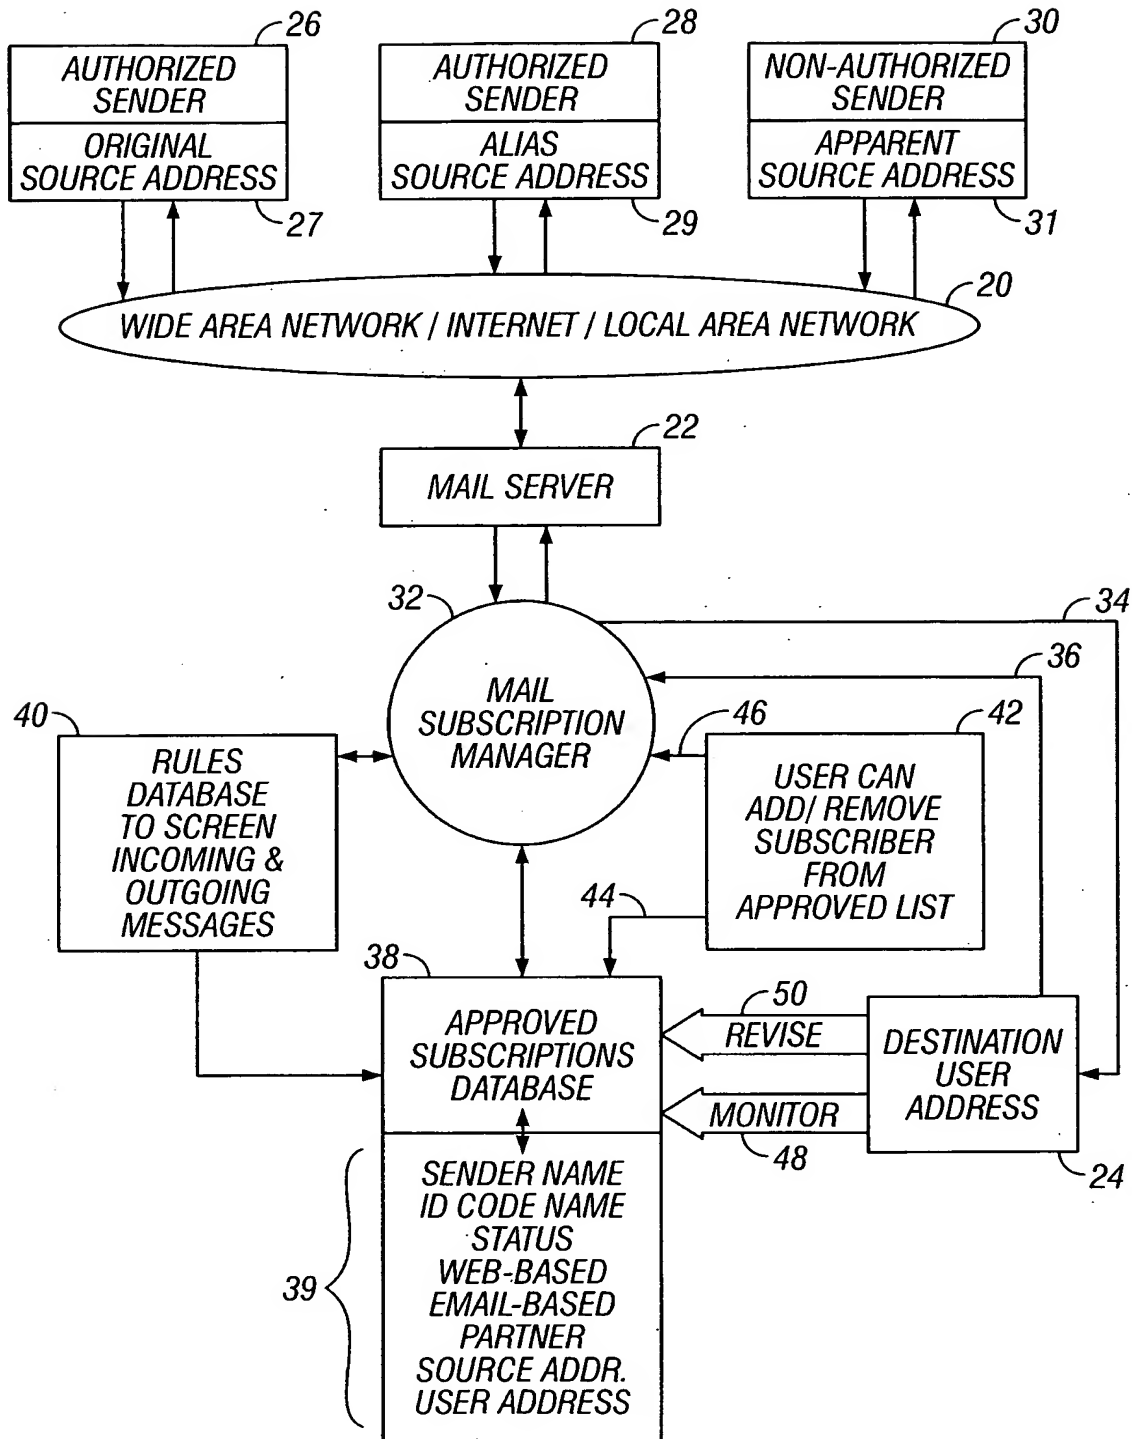 26
28
30
AUTHORIZED
SENDER
ORIGINAL
SOURCE ADDRESS
27
AUTHORIZED
SENDER
ALIAS
SOURCE ADDRESS
29
NON-AUTHORIZED
SENDER
APPARENT
SOURCE ADDRESS
31
20
WIDE AREA NETWORK / INTERNET / LOCAL AREA NETWORK
22
MAIL SERVER
32
34
36
MAIL
SUBSCRIPTION
MANAGER
40
RULES
DATABASE
TO SCREEN
INCOMING &
OUTGOING
MESSAGES
46
42
USER CAN
ADD/ REMOVE
SUBSCRIBER
FROM
APPROVED LIST
44
38
APPROVED
SUBSCRIPTIONS
DATABASE
50
REVISE
MONITOR
48
DESTINATION
USER
ADDRESS
24
39
SENDER NAME
ID CODE NAME
STATUS
WEB-BASED
EMAIL-BASED
PARTNER
SOURCE ADDR.
USER ADDRESS